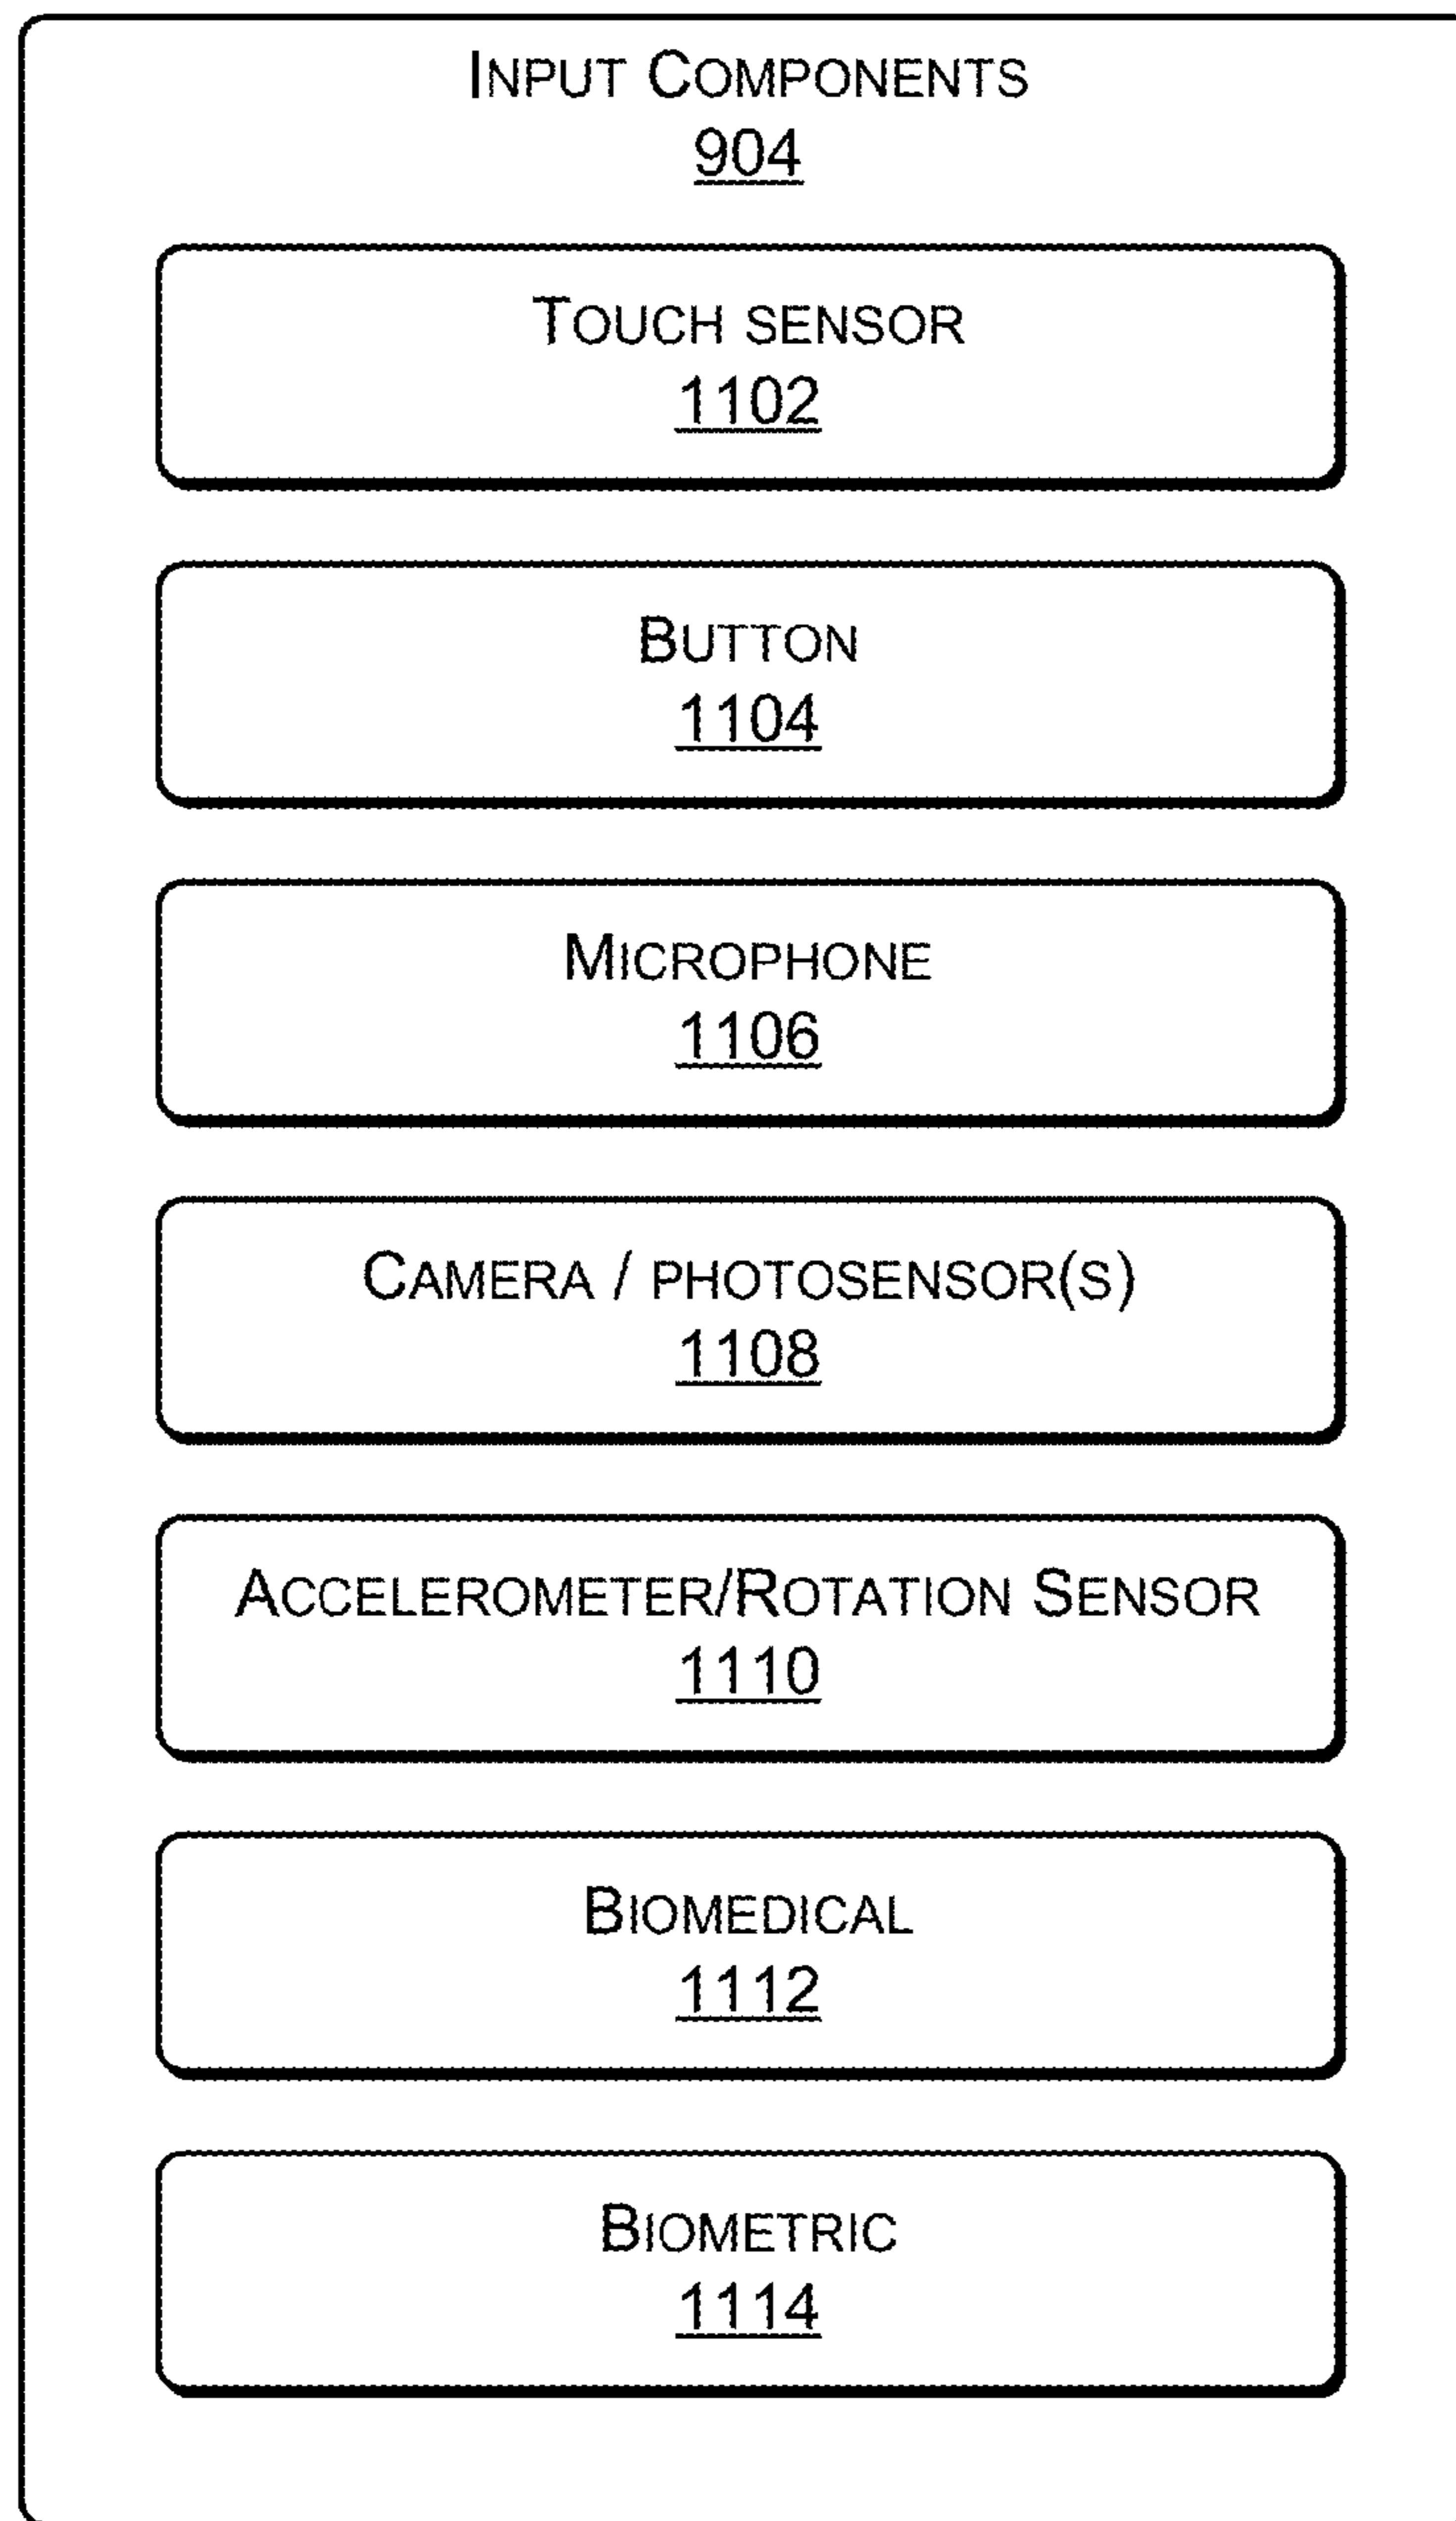 INPUT COMPONENTS
904
TOUCH SENSOR
1102
BUTTON
1104
MICROPHONE
1106
CAMERA / PHOTOSENSOR(S)
1108
ACCELEROMETER/ROTATION SENSOR
1110
BIOMEDICAL
1112
BIOMETRIC
1114